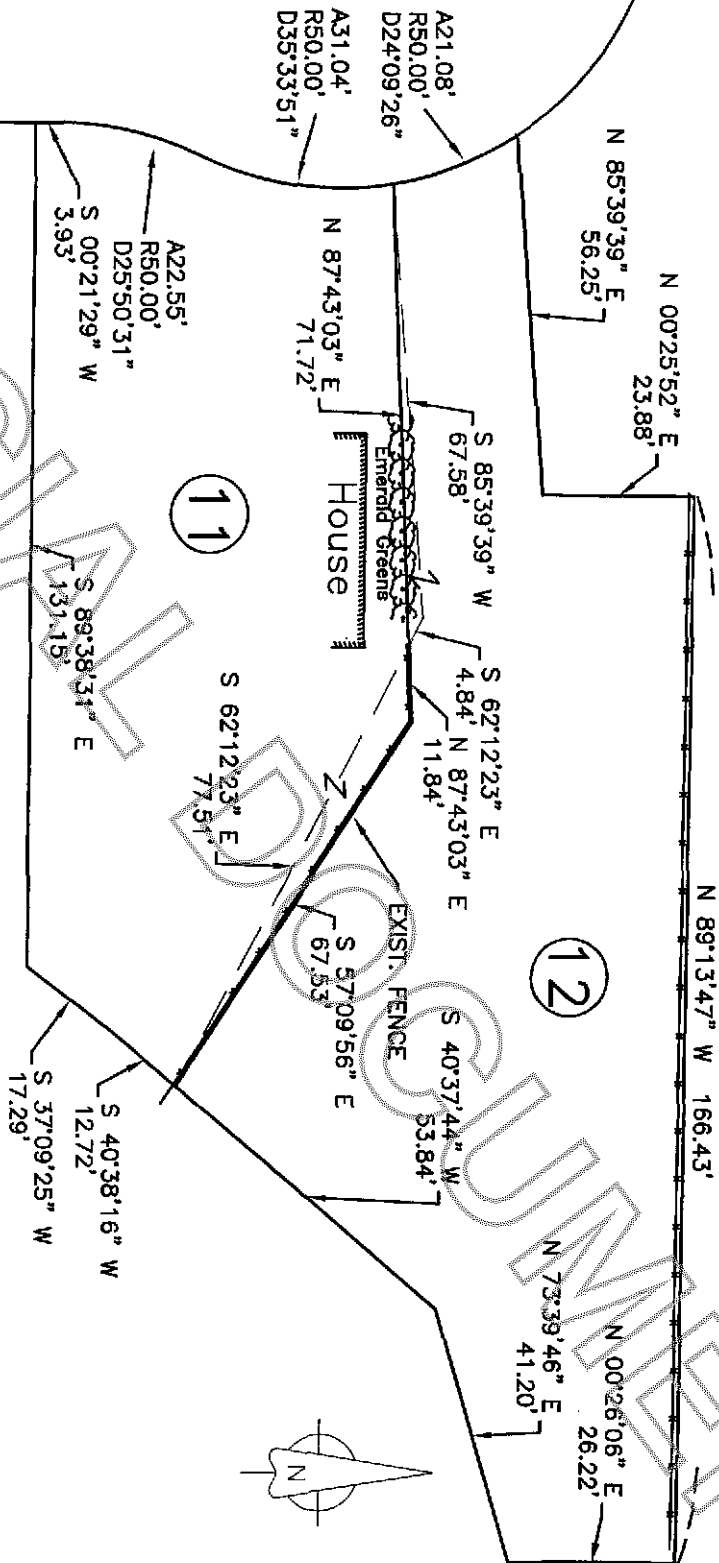 A21.08'
R50.00'
D24°09'26"
A31.04'
R50.00'
D35°33'51"
A22.55'
R50.00'
D25°50'31"
S 00°21'29" W
3.93'
N 85°39'39" E
56.25'
N 00°25'52" E
23.88'
N 89°13'47" W 166.43'
N 87°43'03" E
71.72'
S 85°39'39" W
67.58'
Emerald Greens
House
11
S 62°12'23" E
4.84'
N 87°43'03" E
11.84'
S 62°12'23" E
77.51'
EXIST. FENCE
S 57°09'56" E
67.53'
12
S 89°38'31" E
131.15'
S 40°37'44" W
53.84'
S 40°38'16" W
12.72'
S 37°09'25" W
17.29'
N 73°39'46" E
41.20'
N 00°26'06" E
26.22'
Z
Z
N
CIAL DOCUME